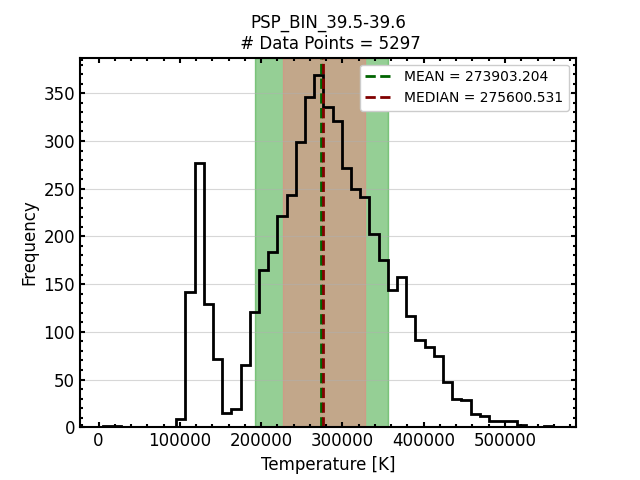 PSP_BIN_39.5-39.6
# Data Points = 5297
MEAN = 273903.204
MEDIAN = 275600.531
Frequency
350
300
250
200
150
100
50
0
0 100000 200000 300000 400000 500000
Temperature [K]